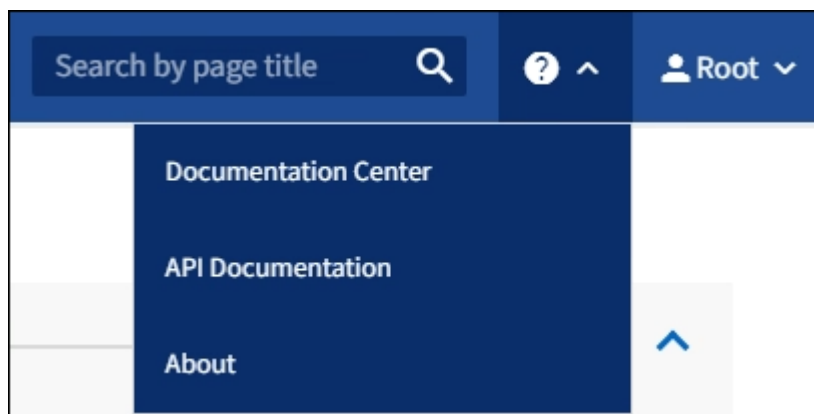 Search by page title
Root
Documentation Center
API Documentation
About